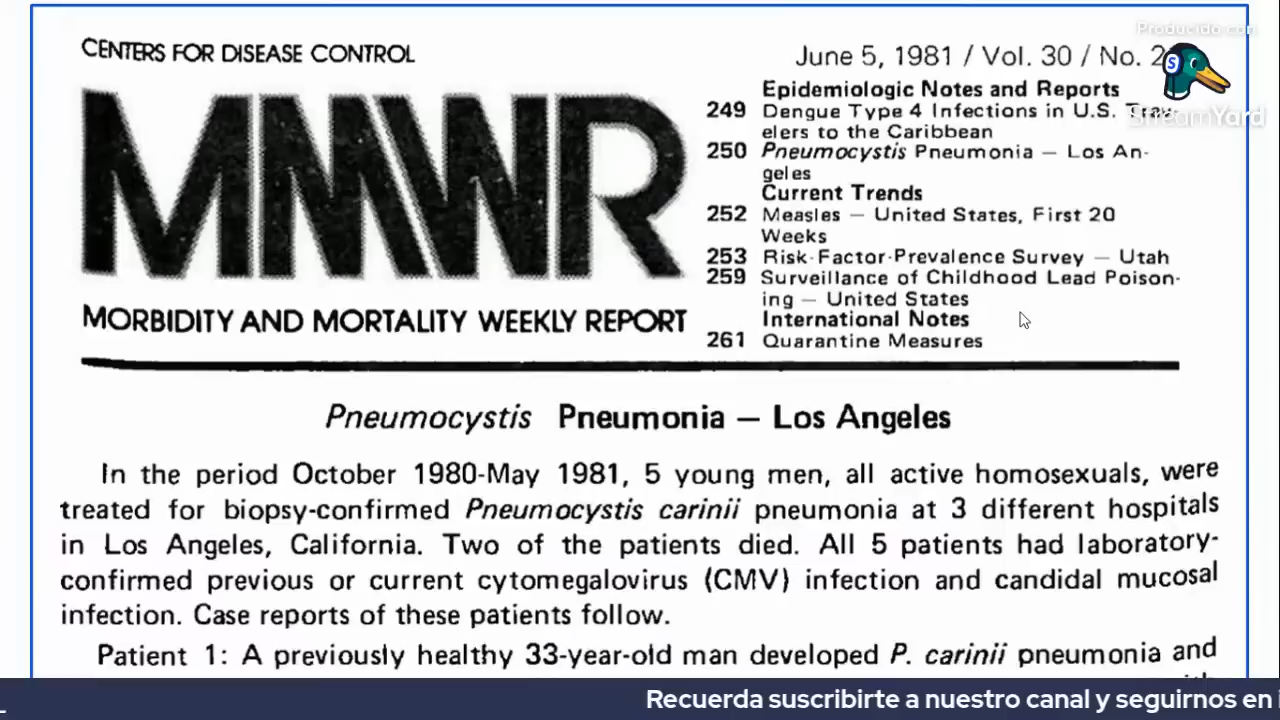 Producido con
StreamYard
CENTERS FOR DISEASE CONTROL
June 5, 1981 / Vol. 30 / No. 2
MMWR
MORBIDITY AND MORTALITY WEEKLY REPORT
Epidemiologic Notes and Reports
249 Dengue Type 4 Infections in U.S. Trav-
elers to the Caribbean
250 Pneumocystis Pneumonia — Los An-
geles
Current Trends
252 Measles — United States, First 20
Weeks
253 Risk-Factor-Prevalence Survey — Utah
259 Surveillance of Childhood Lead Poison-
ing — United States
International Notes
261 Quarantine Measures
Pneumocystis Pneumonia — Los Angeles
In the period October 1980-May 1981, 5 young men, all active homosexuals, were
treated for biopsy-confirmed Pneumocystis carinii pneumonia at 3 different hospitals
in Los Angeles, California. Two of the patients died. All 5 patients had laboratory-
confirmed previous or current cytomegalovirus (CMV) infection and candidal mucosal
infection. Case reports of these patients follow.
Patient 1: A previously healthy 33-year-old man developed P. carinii pneumonia and
Recuerda suscribirte a nuestro canal y seguirnos en